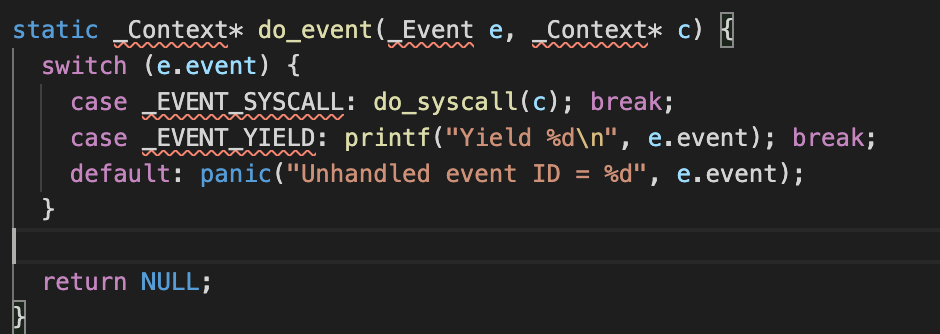 static _Context* do_event(_Event e, _Context* c) {
switch (e.event) {
case _EVENT_SYSCALL: do_syscall(c); break;
case _EVENT_YIELD: printf("Yield %d\n", e.event); break;
default: panic("Unhandled event ID = %d", e.event);
}
return NULL;
}